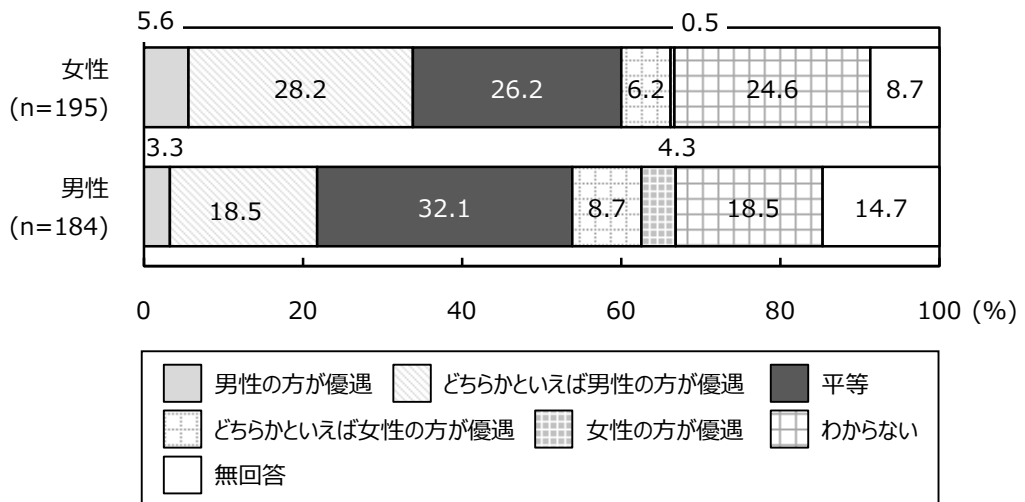 5.6 0.5
女性
(n=195)
28.2 26.2 6.2 24.6 8.7
3.3 4.3
男性
(n=184)
18.5 32.1 8.7 18.5 14.7
0 20 40 60 80 100 (%)
男性の方が優遇 どちらかといえば男性の方が優遇 平等
どちらかといえば女性の方が優遇 女性の方が優遇 わからない
無回答